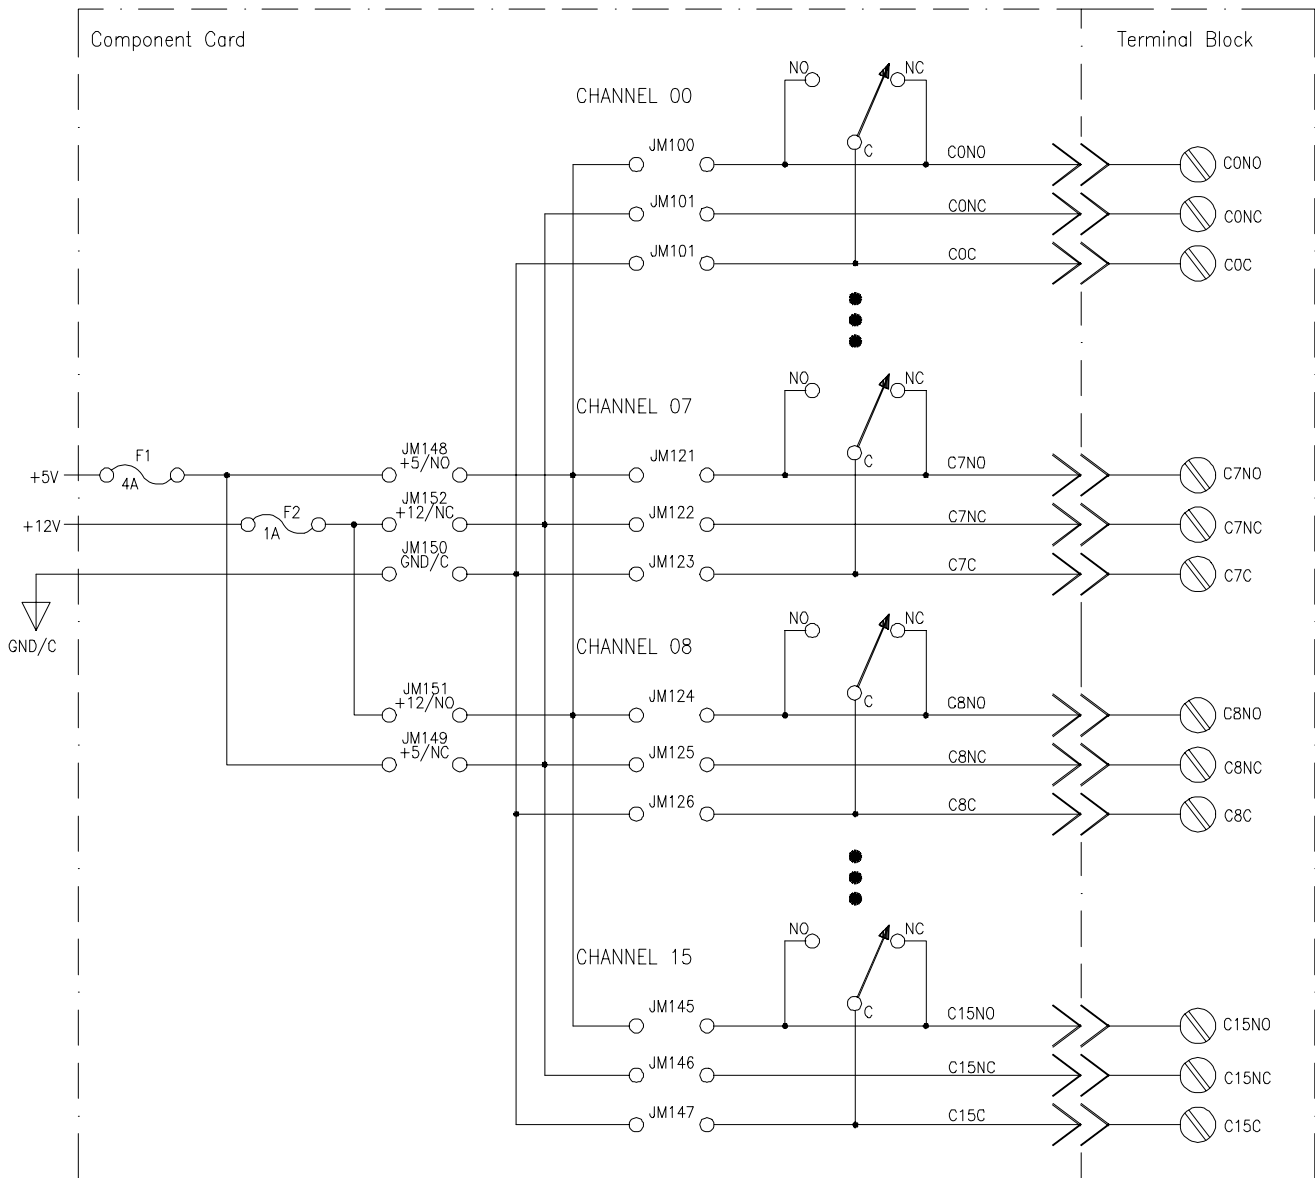 Component Card
Terminal Block
CHANNEL 00
NO
NC
C
JM100
C0NO
C0NO
JM101
C0NC
C0NC
JM101
C0C
C0C
CHANNEL 07
NO
NC
C
+5V
F1
4A
JM148
+5/NO
JM121
C7NO
C7NO
+12V
F2
1A
JM152
+12/NC
JM122
C7NC
C7NC
JM150
GND/C
JM123
C7C
C7C
GND/C
CHANNEL 08
NO
NC
C
JM151
+12/NO
JM124
C8NO
C8NO
JM149
+5/NC
JM125
C8NC
C8NC
JM126
C8C
C8C
CHANNEL 15
NO
NC
C
JM145
C15NO
C15NO
JM146
C15NC
C15NC
JM147
C15C
C15C